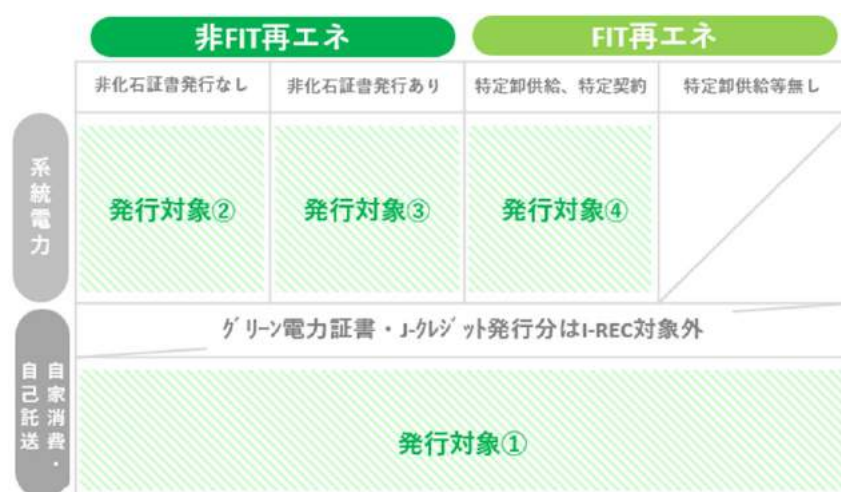 非FIT再エネ
FIT再エネ
非化石証書発行なし
非化石証書発行あり
特定卸供給、特定契約
特定卸供給等無し
系統電力
発行対象②
発行対象③
発行対象④
グリーン電力証書・J-クレジット発行分はI-REC対象外
自家消費・
自己託送
発行対象①